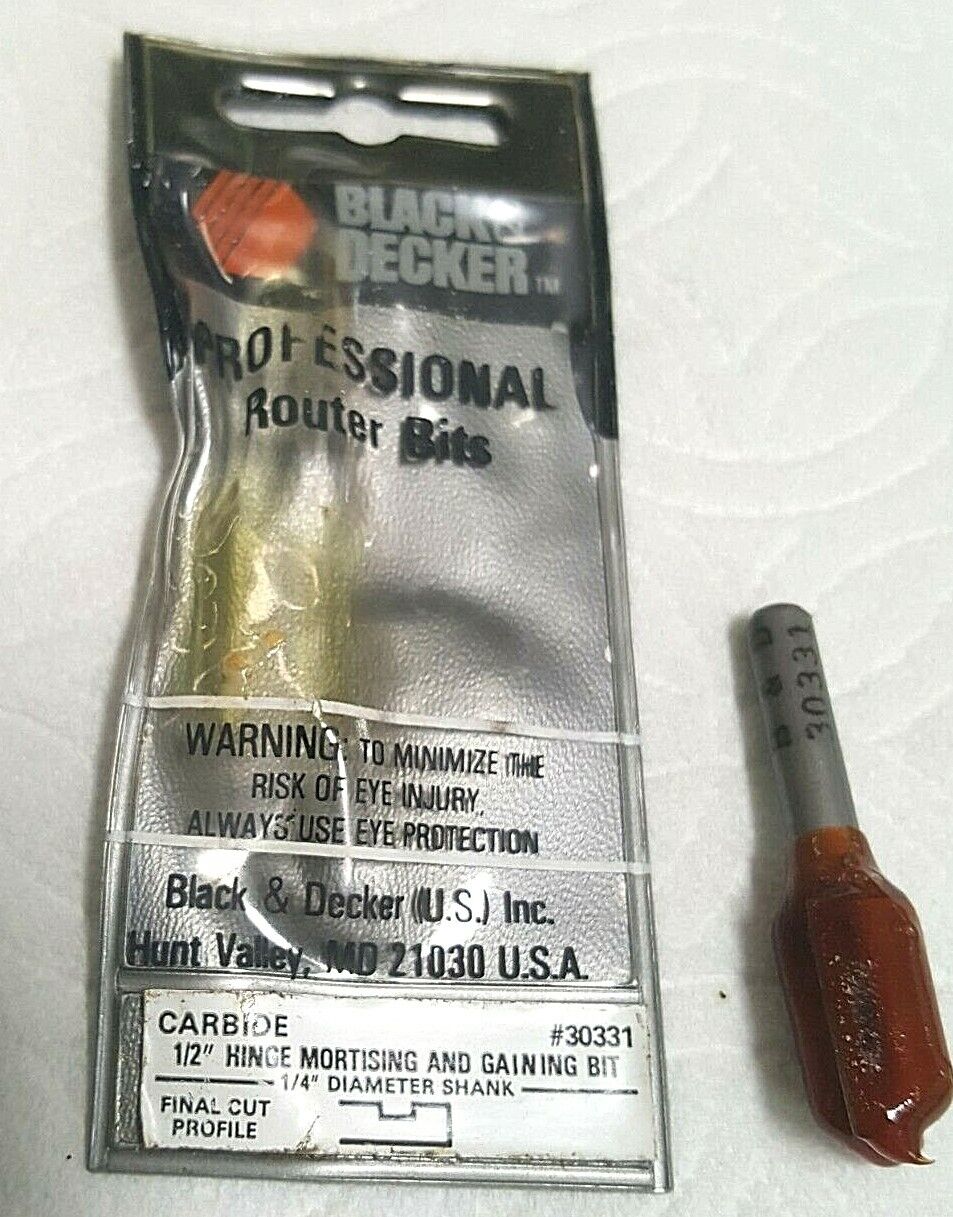 BLACK &
DECKER™
PROFESSIONAL
Router Bits
WARNING: TO MINIMIZE THE
RISK OF EYE INJURY,
ALWAYS USE EYE PROTECTION
Black & Decker (U.S.) Inc.
Hunt Valley, MD 21030 U.S.A.
CARBIDE #30331
1/2" HINGE MORTISING AND GAINING BIT
1/4" DIAMETER SHANK
FINAL CUT
PROFILE
B & D
30331